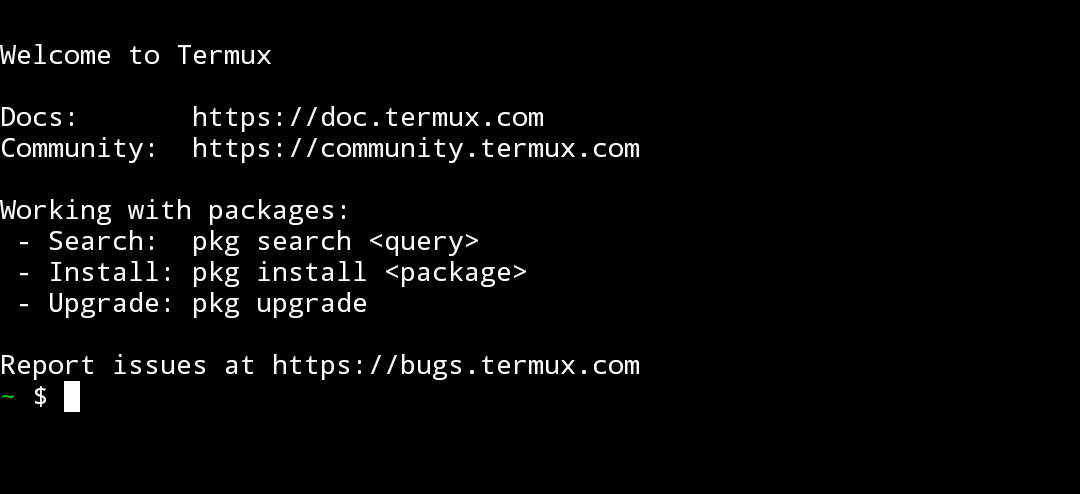 Welcome to Termux
Docs:       https://doc.termux.com
Community:  https://community.termux.com
Working with packages:
 - Search:  pkg search <query>
 - Install: pkg install <package>
 - Upgrade: pkg upgrade
Report issues at https://bugs.termux.com
~ $